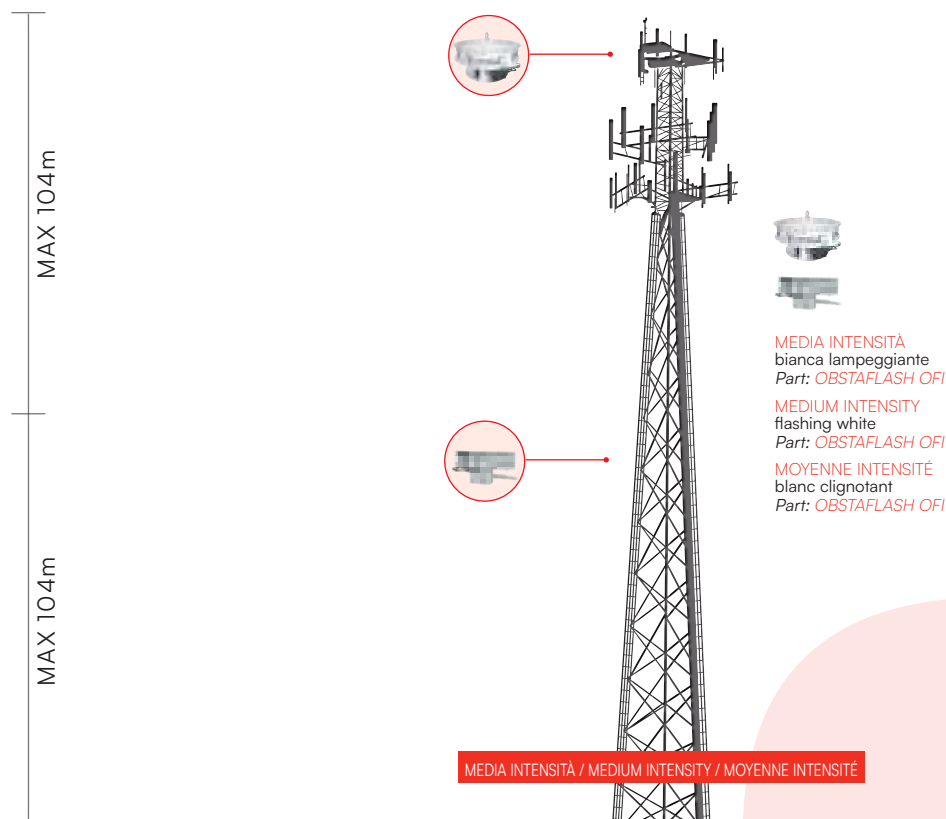 MAX 104m
MEDIA INTENSITÀ
bianca lampeggiante
Part: OBSTAFLASH OFI
MEDIUM INTENSITY
flashing white
Part: OBSTAFLASH OFI
MOYENNE INTENSITÉ
blanc clignotant
Part: OBSTAFLASH OFI
MAX 104m
MEDIA INTENSITÀ / MEDIUM INTENSITY / MOYENNE INTENSITÉ